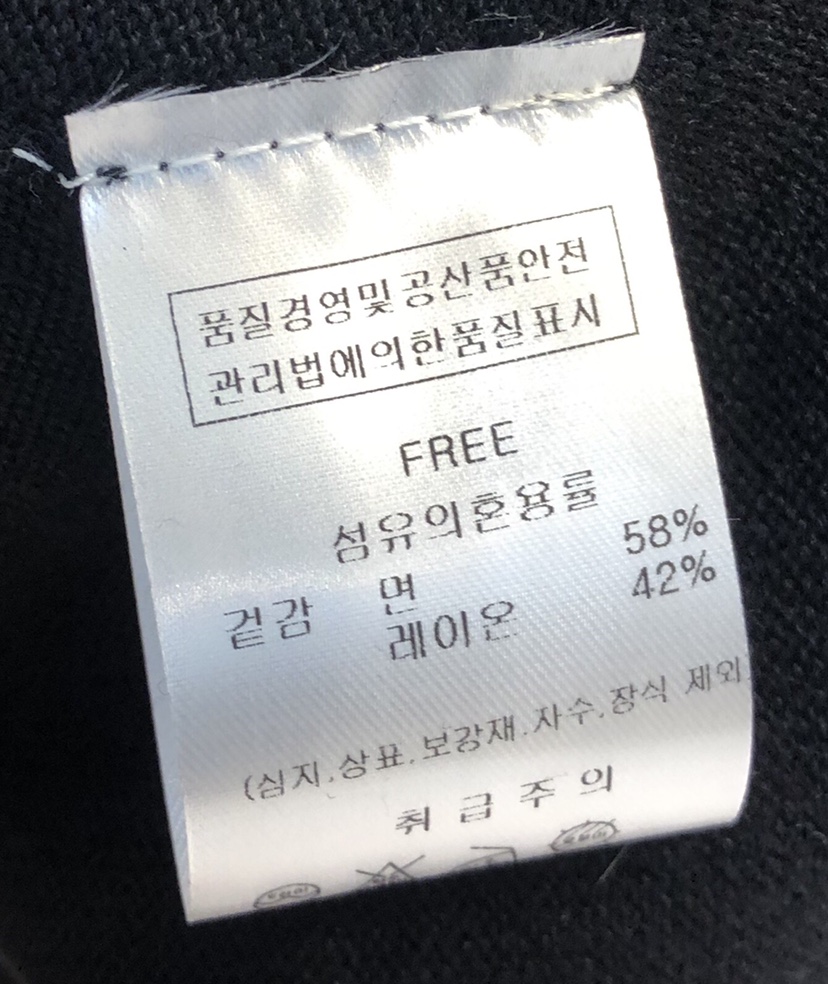 품질경영및공산품안전
관리법에의한품질표시
FREE
섬유의혼용률
겉감 면 58%
레이온 42%
(심지.상표.보강재.자수.장식 제외
취급주의